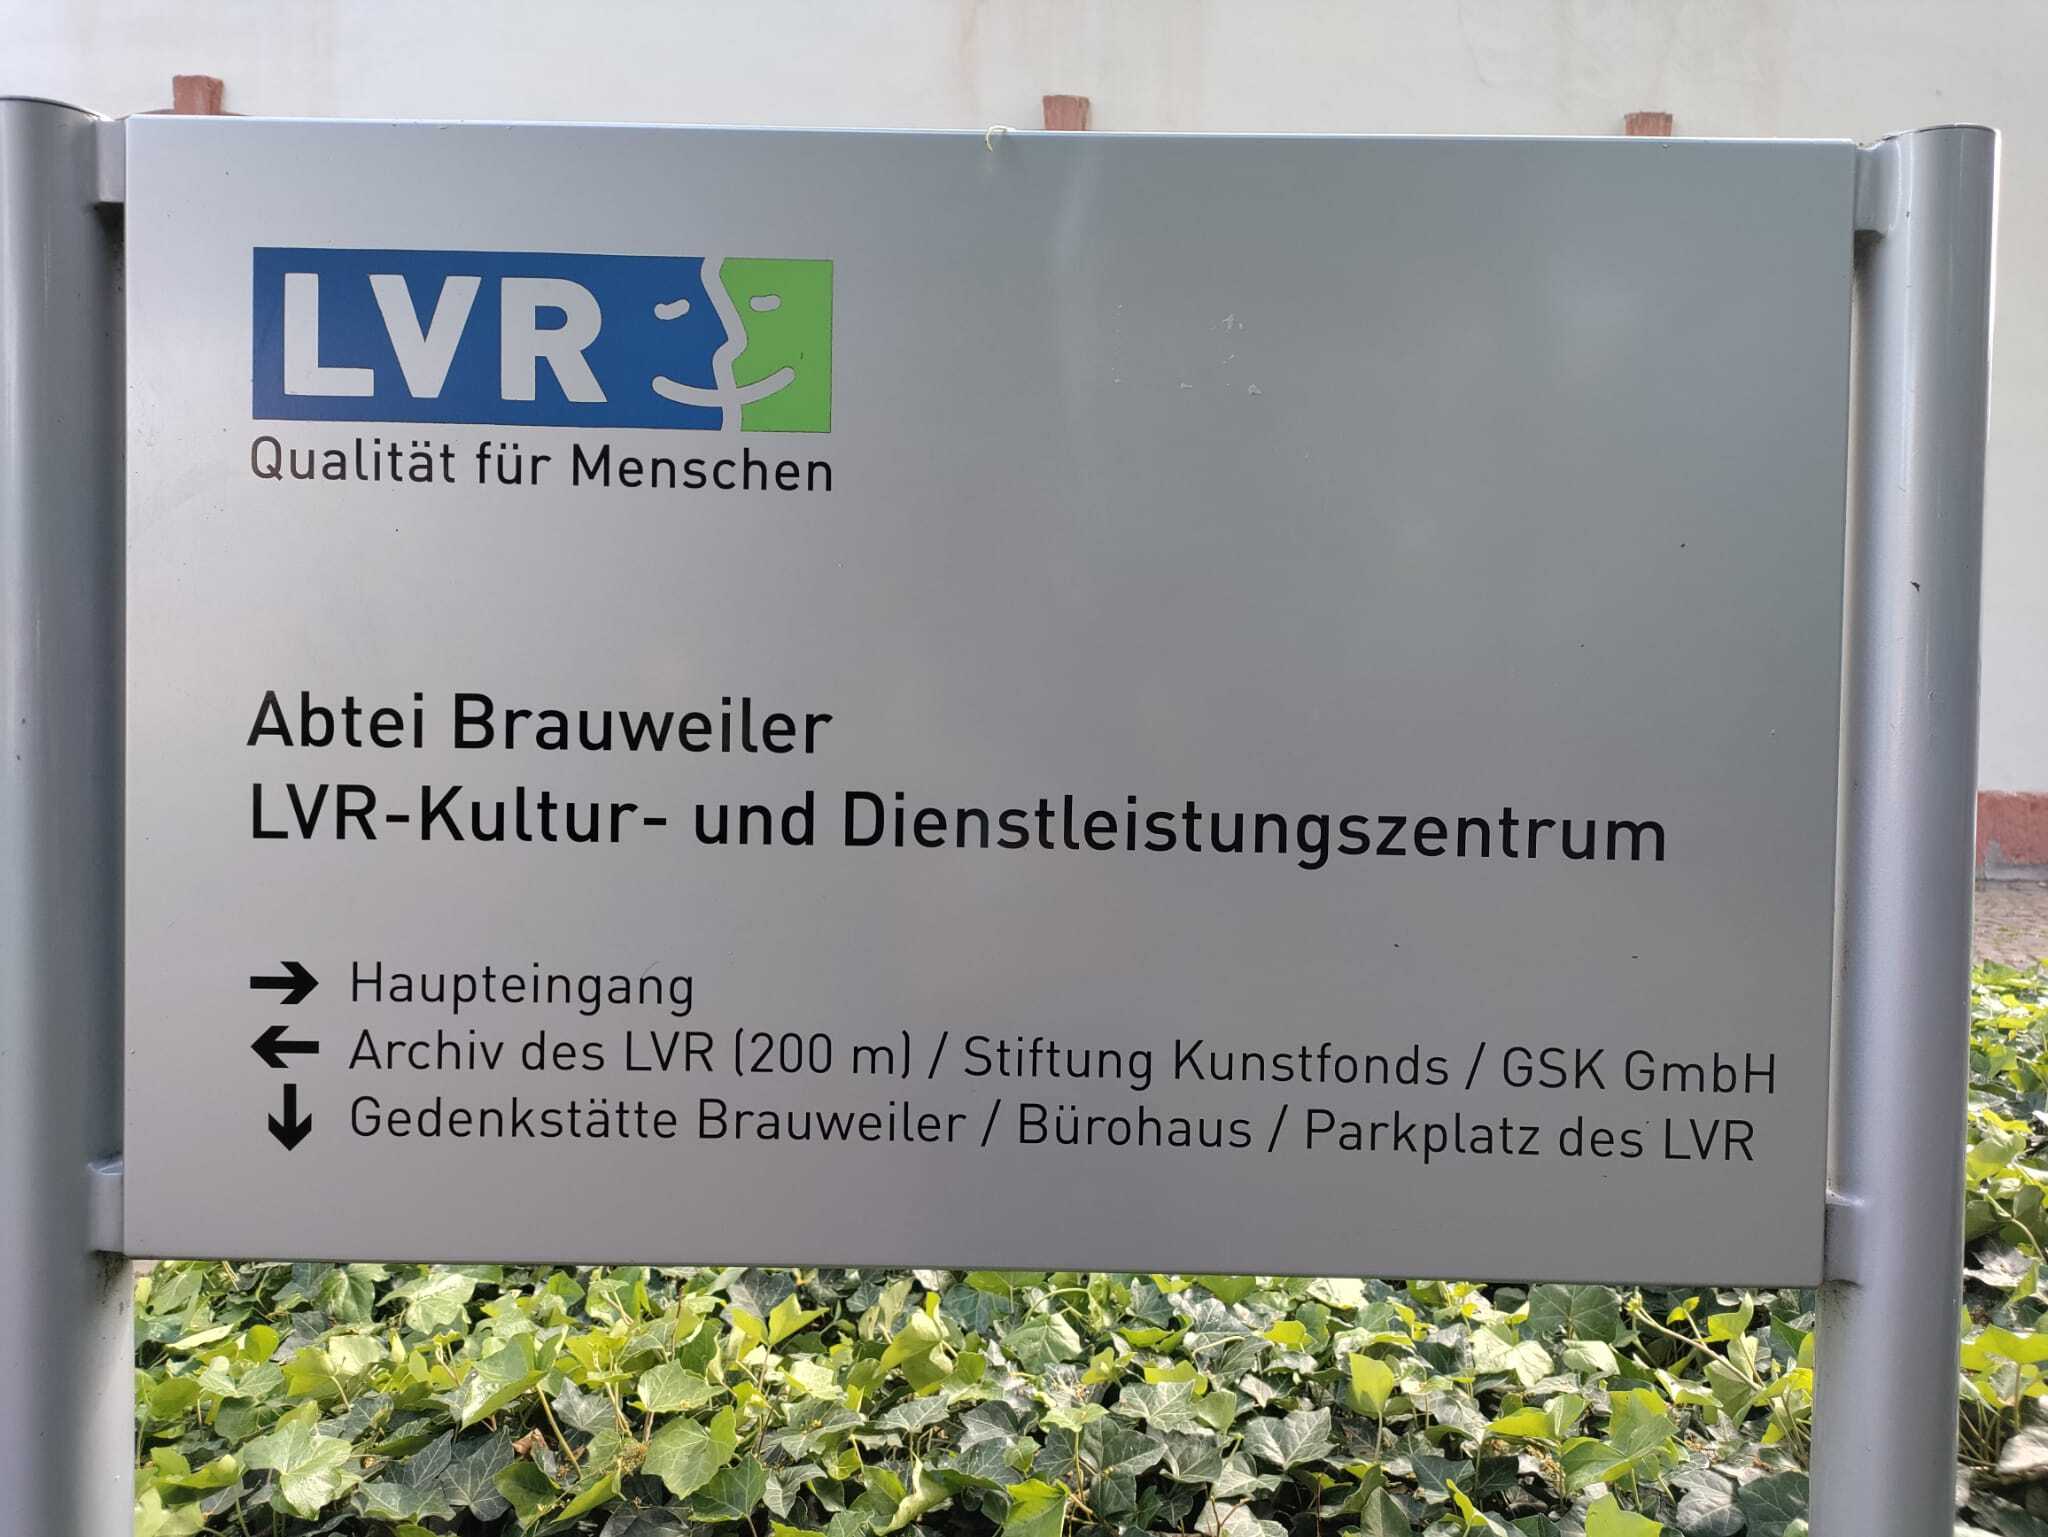 LVR
Qualität für Menschen
Abtei Brauweiler
LVR-Kultur- und Dienstleistungszentrum
→ Haupteingang
← Archiv des LVR (200 m) / Stiftung Kunstfonds / GSK GmbH
↓ Gedenkstätte Brauweiler / Bürohaus / Parkplatz des LVR